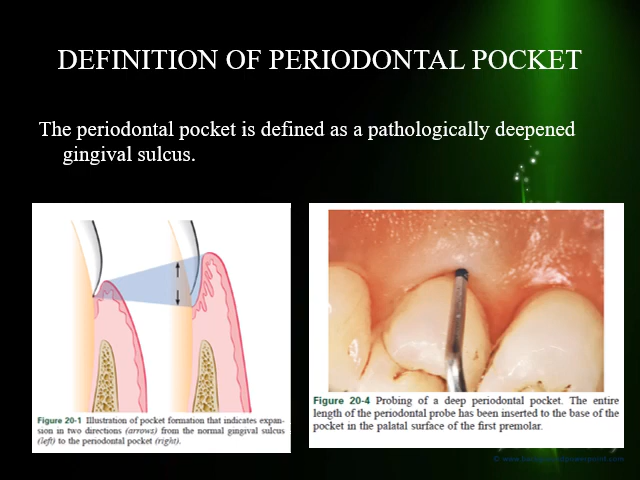 DEFINITION OF PERIODONTAL POCKET
The periodontal pocket is defined as a pathologically deepened
gingival sulcus.
Figure 20-1 Illustration of pocket formation that indicates expan-
sion in two directions (arrows) from the normal gingival sulcus
(left) to the periodontal pocket (right).
Figure 20-4 Probing of a deep periodontal pocket. The entire
length of the periodontal probe has been inserted to the base of the
pocket in the palatal surface of the first premolar.